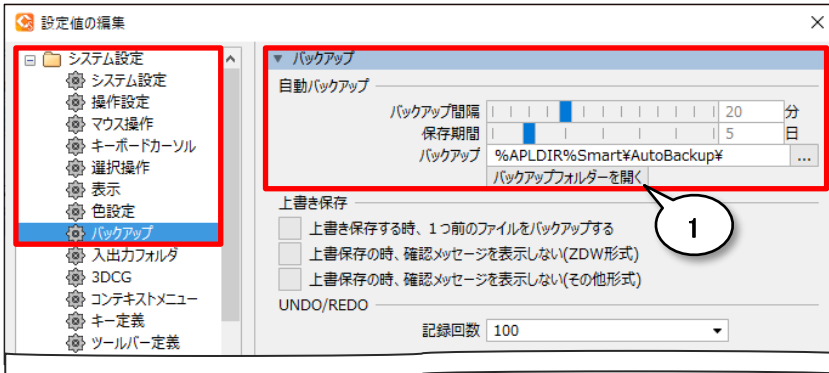 設定値の編集
システム設定
システム設定
操作設定
マウス操作
キーボードカーソル
選択操作
表示
色設定
バックアップ
入出力フォルダ
3DCG
コンテキストメニュー
キー定義
ツールバー定義
バックアップ
自動バックアップ
バックアップ間隔 20 分
保存期間 5 日
バックアップ %APLDIR%Smart¥AutoBackup¥ ...
バックアップフォルダーを開く
1
上書き保存
上書き保存する時、1つ前のファイルをバックアップする
上書保存の時、確認メッセージを表示しない(ZDW形式)
上書保存の時、確認メッセージを表示しない(その他形式)
UNDO/REDO
記録回数 100